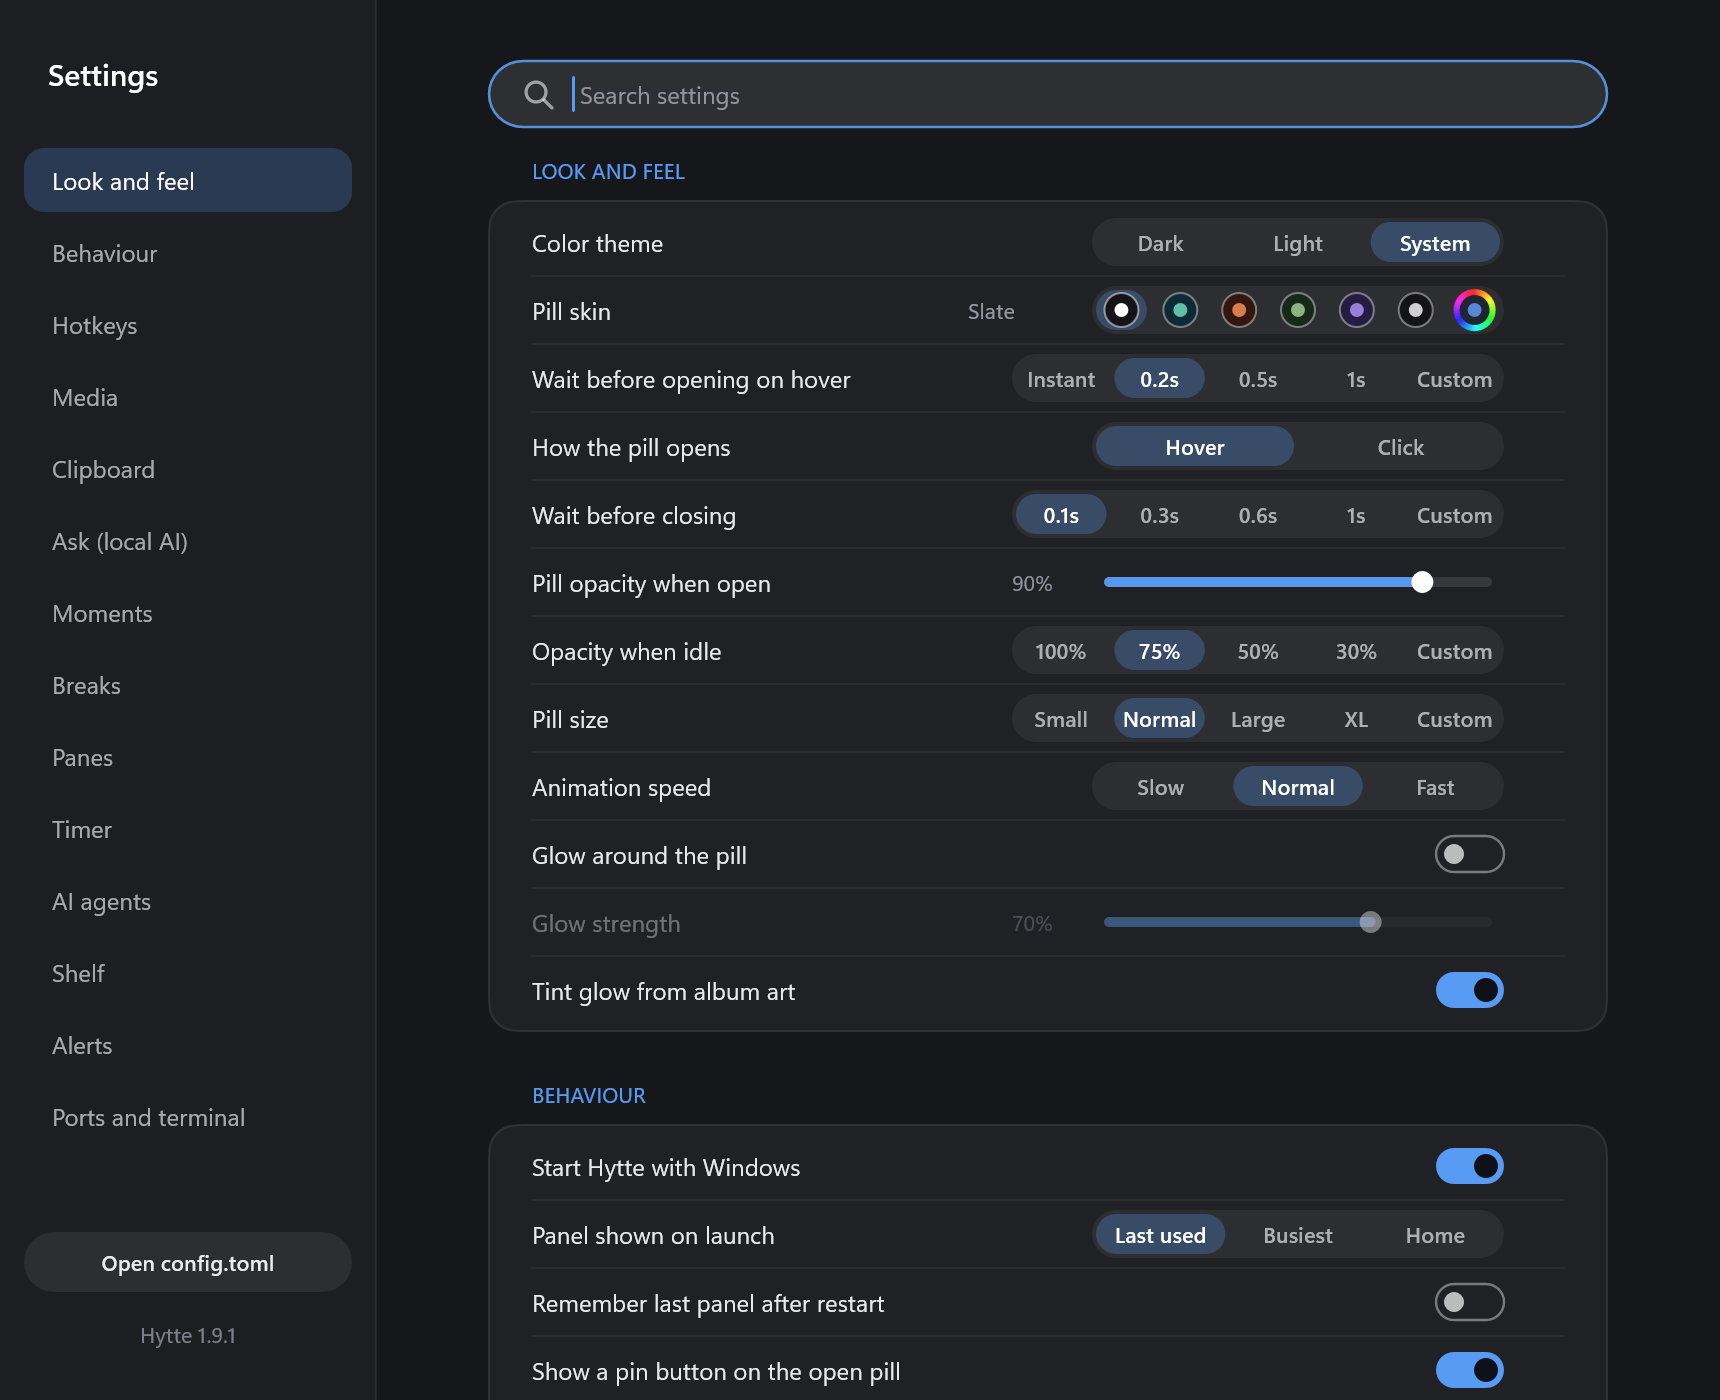 Settings
Look and feel
Behaviour
Hotkeys
Media
Clipboard
Ask (local AI)
Moments
Breaks
Panes
Timer
AI agents
Shelf
Alerts
Ports and terminal
Open config.toml
Hytte 1.9.1
Search settings
LOOK AND FEEL
Color theme Dark Light System
Pill skin Slate
Wait before opening on hover Instant 0.2s 0.5s 1s Custom
How the pill opens Hover Click
Wait before closing 0.1s 0.3s 0.6s 1s Custom
Pill opacity when open 90%
Opacity when idle 100% 75% 50% 30% Custom
Pill size Small Normal Large XL Custom
Animation speed Slow Normal Fast
Glow around the pill
Glow strength 70%
Tint glow from album art
BEHAVIOUR
Start Hytte with Windows
Panel shown on launch Last used Busiest Home
Remember last panel after restart
Show a pin button on the open pill